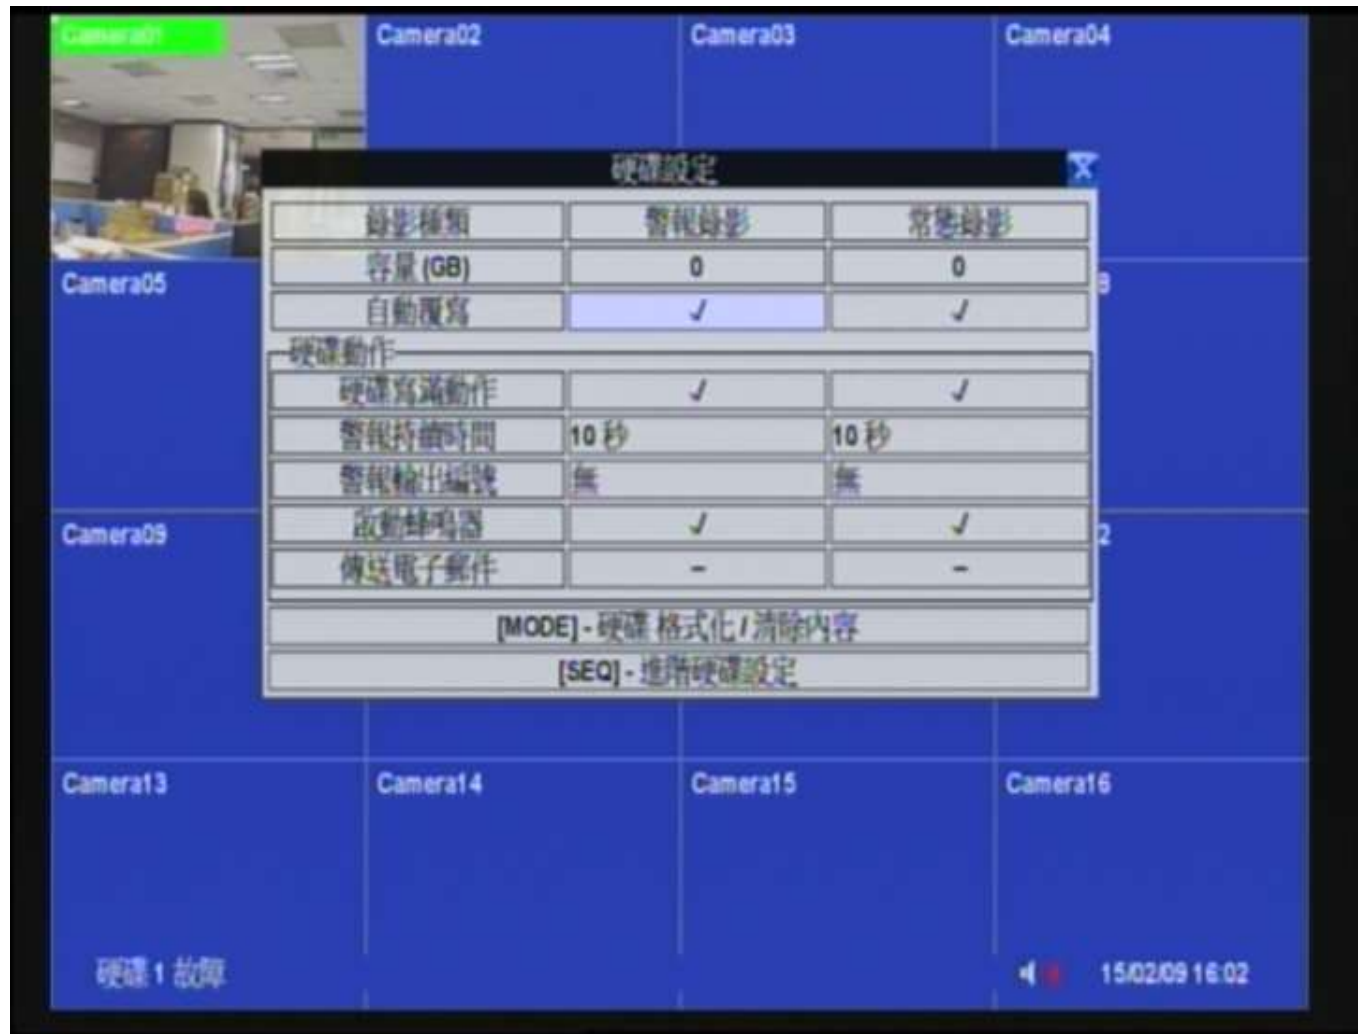 Camera01 Camera02 Camera03 Camera04
硬碟設定 X
錄影種類 警報錄影 常態錄影
容量 (GB) 0 0
Camera05
自動覆寫 √ √
硬碟動作
硬碟寫滿動作 √ √
警報持續時間 10 秒 10 秒
警報輸出編號 無 無
Camera09 啟動蜂鳴器 √ √ 2
傳送電子郵件 – –
[MODE] - 硬碟 格式化 / 清除內容
[SEQ] - 進階硬碟設定
Camera13 Camera14 Camera15 Camera16
硬碟 1 故障 15/02/09 16:02